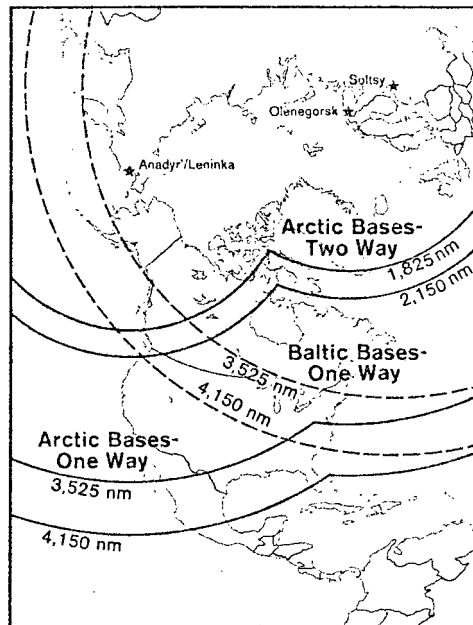 Soltsy
Olenegorsk
Anadyr'/Leninka
Arctic Bases-
Two Way
1,825 nm
2,150 nm
Baltic Bases-
One Way
3,525 nm
4,150 nm
Arctic Bases-
One Way
3,525 nm
4,150 nm